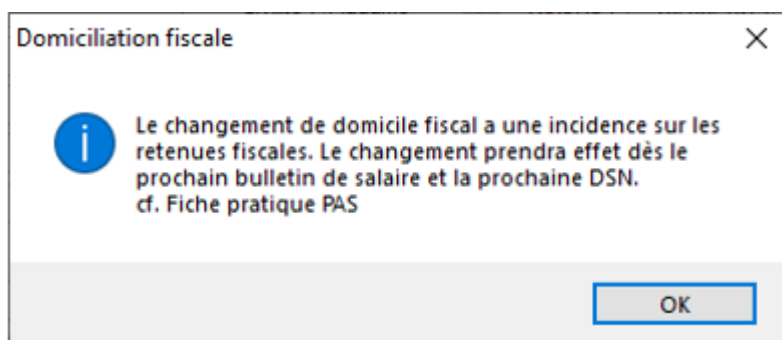 Domiciliation fiscale
Le changement de domicile fiscal a une incidence sur les
retenues fiscales. Le changement prendra effet dès le
prochain bulletin de salaire et la prochaine DSN.
cf. Fiche pratique PAS
OK